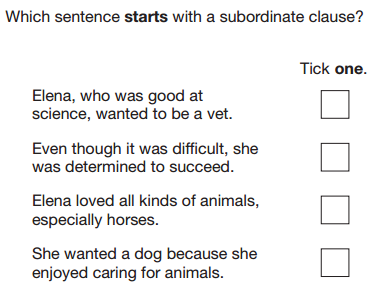 Which sentence starts with a subordinate clause?
Tick one.
Elena, who was good at
science, wanted to be a vet.
Even though it was difficult, she
was determined to succeed.
Elena loved all kinds of animals,
especially horses.
She wanted a dog because she
enjoyed caring for animals.